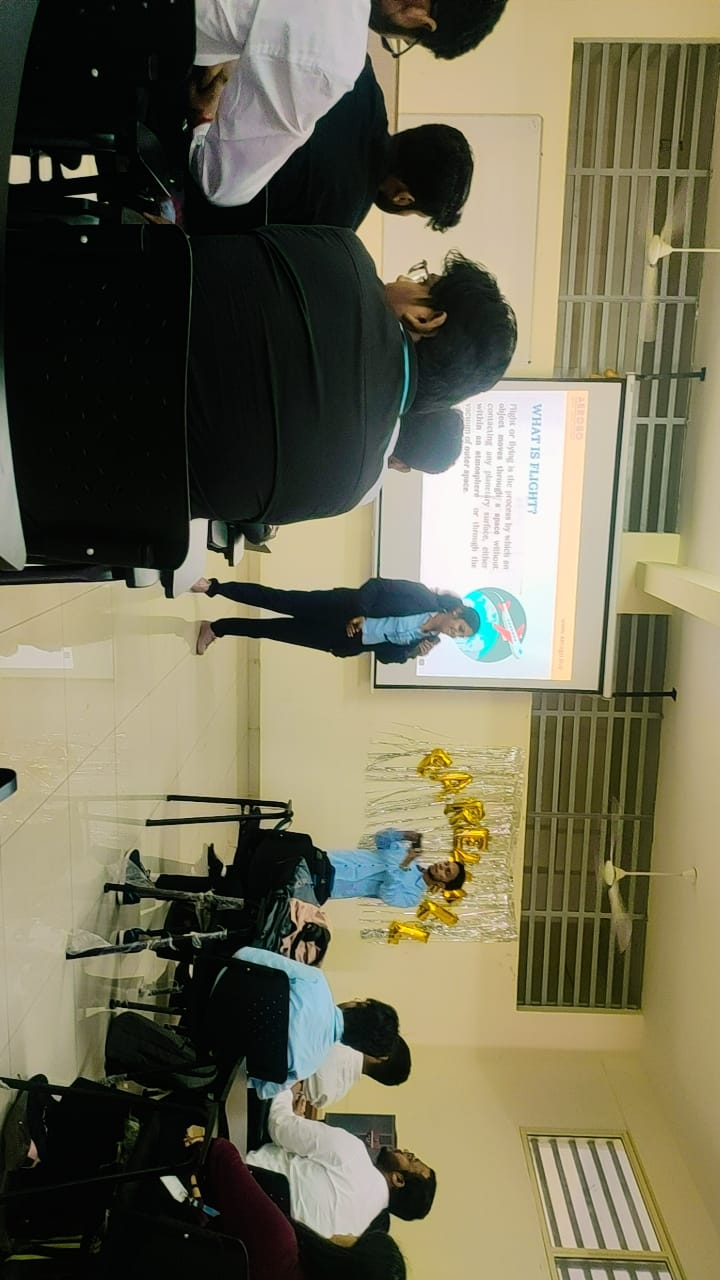 WHAT IS FLIGHT?
Flight or flying is the process by which an
object moves through a space without
contacting any planetary surface, either
within an atmosphere or through the
vacuum of outer space.